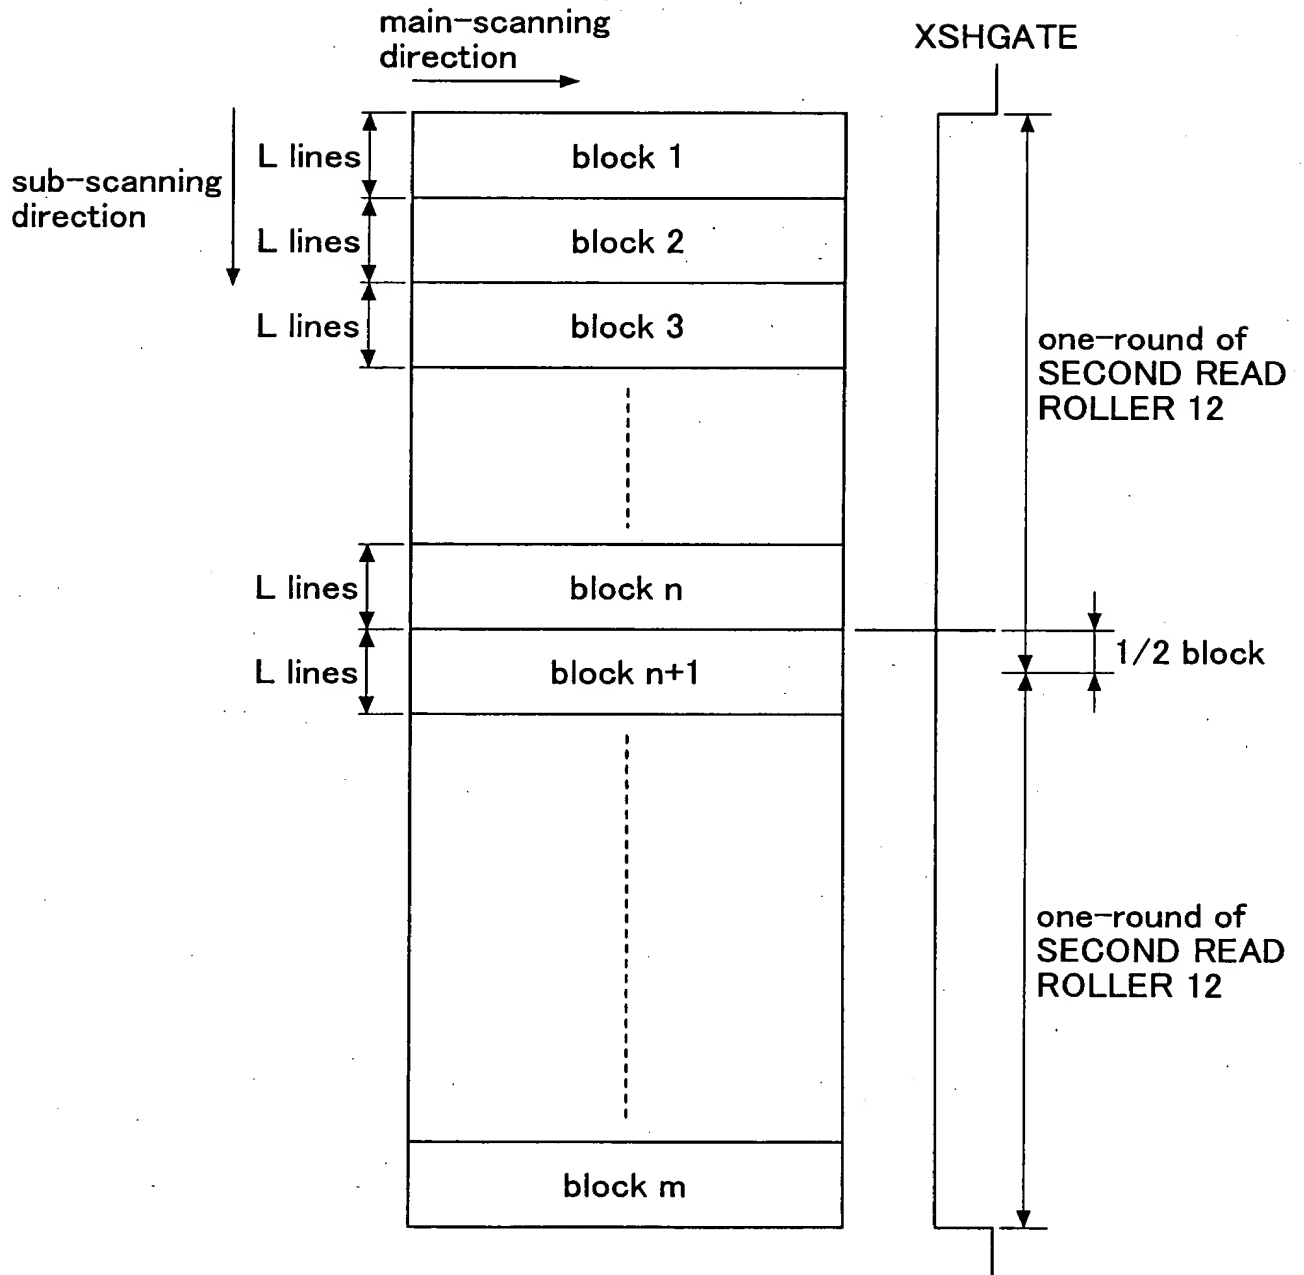 main-scanning
direction
XSHGATE
sub-scanning
direction
L lines
block 1
L lines
block 2
L lines
block 3
one-round of
SECOND READ
ROLLER 12
L lines
block n
L lines
block n+1
1/2 block
one-round of
SECOND READ
ROLLER 12
block m